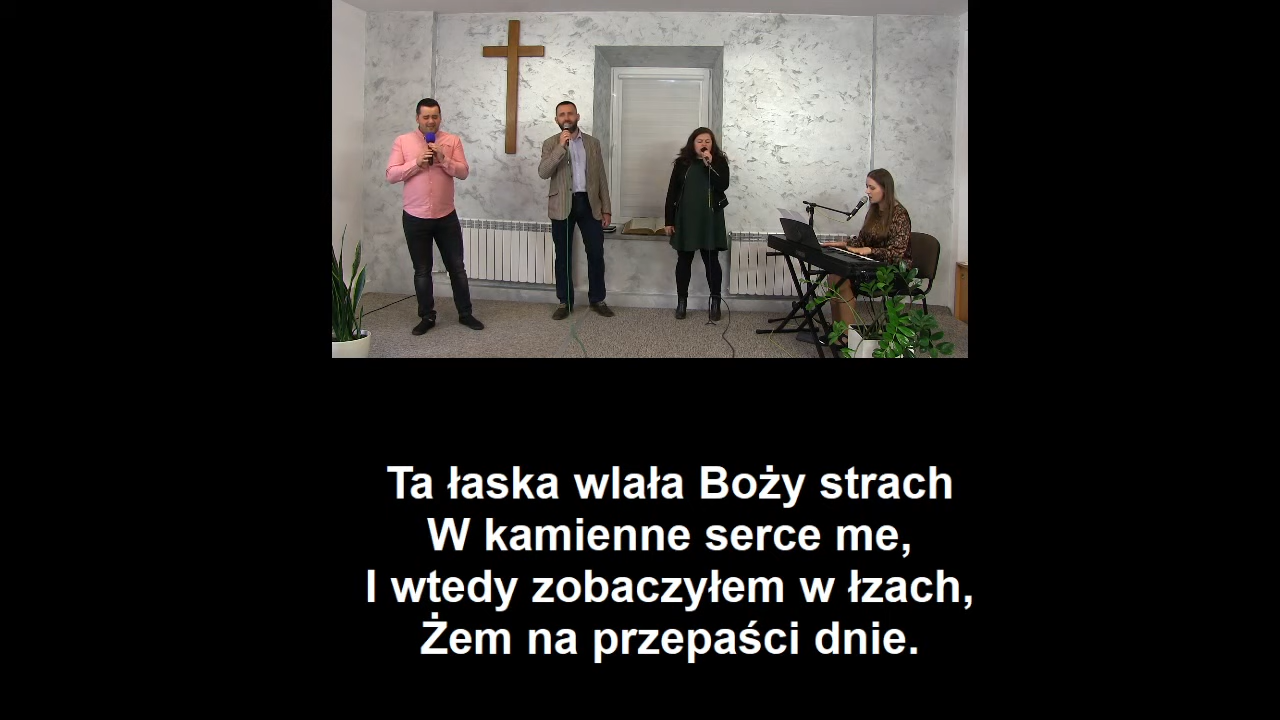 Ta łaska wlała Boży strach
W kamienne serce me,
I wtedy zobaczyłem w łzach,
Żem na przepaści dnie.